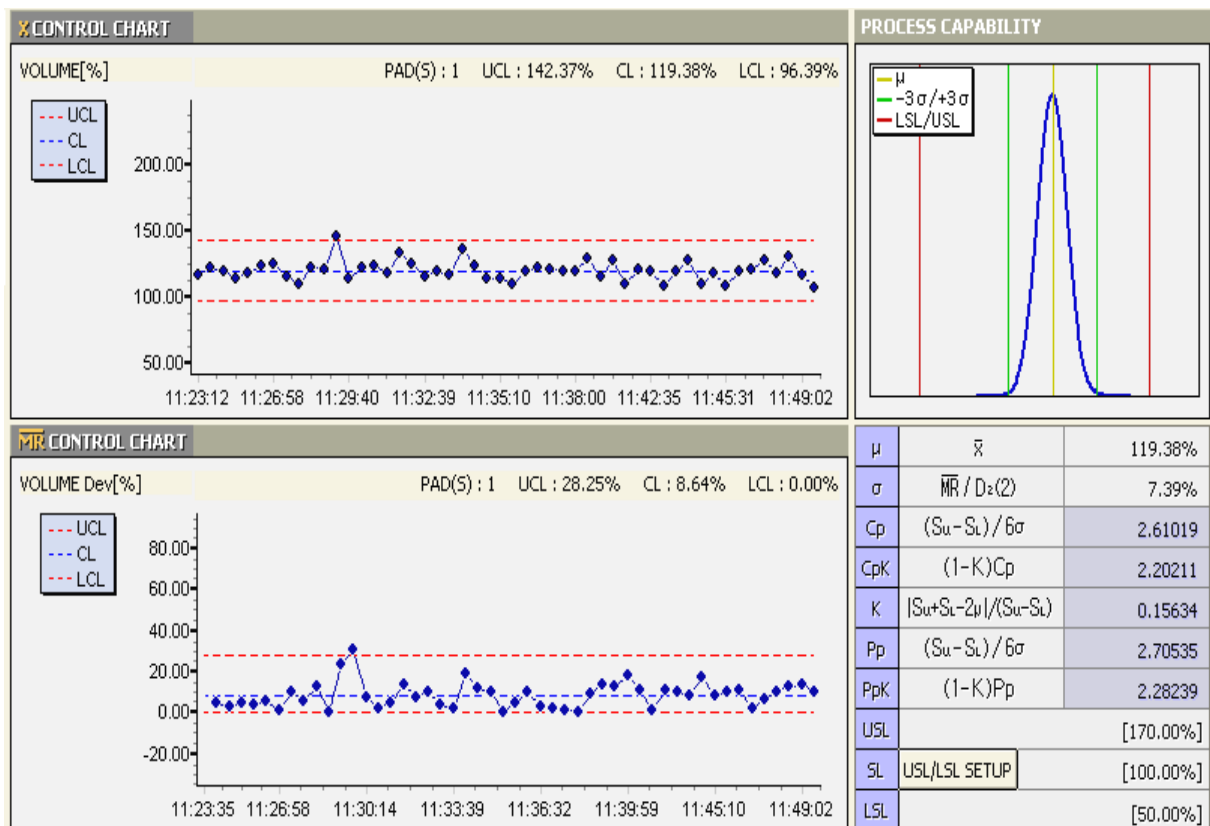 X CONTROL CHART
VOLUME[%] PAD(S) : 1 UCL : 142.37% CL : 119.38% LCL : 96.39%
UCL
CL
LCL
200.00
150.00
100.00
50.00
11:23:12 11:26:58 11:29:40 11:32:39 11:35:10 11:38:00 11:42:35 11:45:31 11:49:02
PROCESS CAPABILITY
μ
-3σ/+3σ
LSL/USL
M̅R̅ CONTROL CHART
VOLUME Dev[%] PAD(S) : 1 UCL : 28.25% CL : 8.64% LCL : 0.00%
UCL
CL
LCL
80.00
60.00
40.00
20.00
0.00
-20.00
11:23:35 11:26:58 11:30:14 11:33:39 11:36:32 11:39:59 11:45:10 11:49:02
μ x̅ 119.38%
σ M̅R̅ / D₂(2) 7.39%
Cp (Su-SL)/6σ 2.61019
CpK (1-K)Cp 2.20211
K |Su+SL-2μ|/(Su-SL) 0.15634
Pp (Su-SL)/6σ 2.70535
PpK (1-K)Pp 2.28239
USL [170.00%]
SL USL/LSL SETUP [100.00%]
LSL [50.00%]